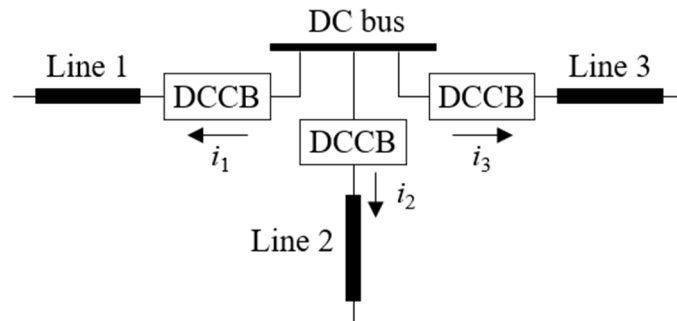 DC bus
Line 1
DCCB
DCCB
Line 3
i1
DCCB
i3
i2
Line 2